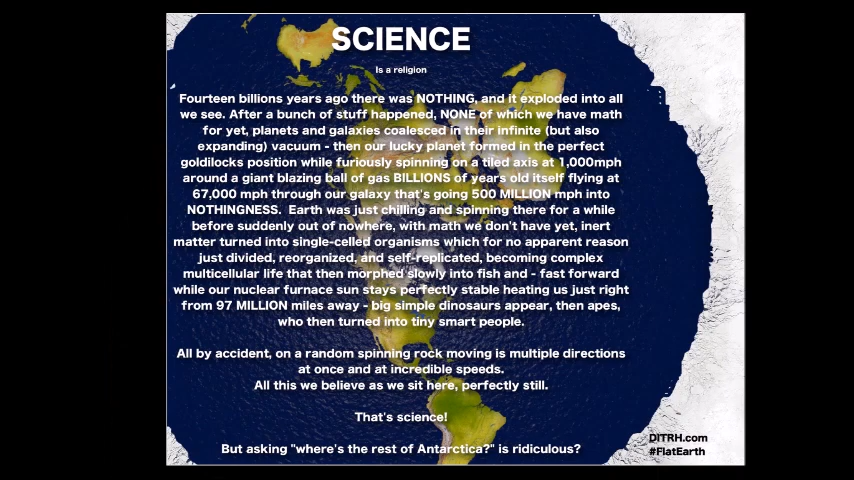 SCIENCE
Is a religion
Fourteen billions years ago there was NOTHING, and it exploded into all
we see. After a bunch of stuff happened, NONE of which we have math
for yet, planets and galaxies coalesced in their infinite (but also
expanding) vacuum - then our lucky planet formed in the perfect
goldilocks position while furiously spinning on a tiled axis at 1,000mph
around a giant blazing ball of gas BILLIONS of years old itself flying at
67,000 mph through our galaxy that's going 500 MILLION mph into
NOTHINGNESS. Earth was just chilling and spinning there for a while
before suddenly out of nowhere, with math we don't have yet, inert
matter turned into single-celled organisms which for no apparent reason
just divided, reorganized, and self-replicated, becoming complex
multicellular life that then morphed slowly into fish and - fast forward
while our nuclear furnace sun stays perfectly stable heating us just right
from 97 MILLION miles away - big simple dinosaurs appear, then apes,
who then turned into tiny smart people.
All by accident, on a random spinning rock moving is multiple directions
at once and at incredible speeds.
All this we believe as we sit here, perfectly still.
That's science!
But asking "where's the rest of Antarctica?" is ridiculous?
DITRH.com
#FlatEarth